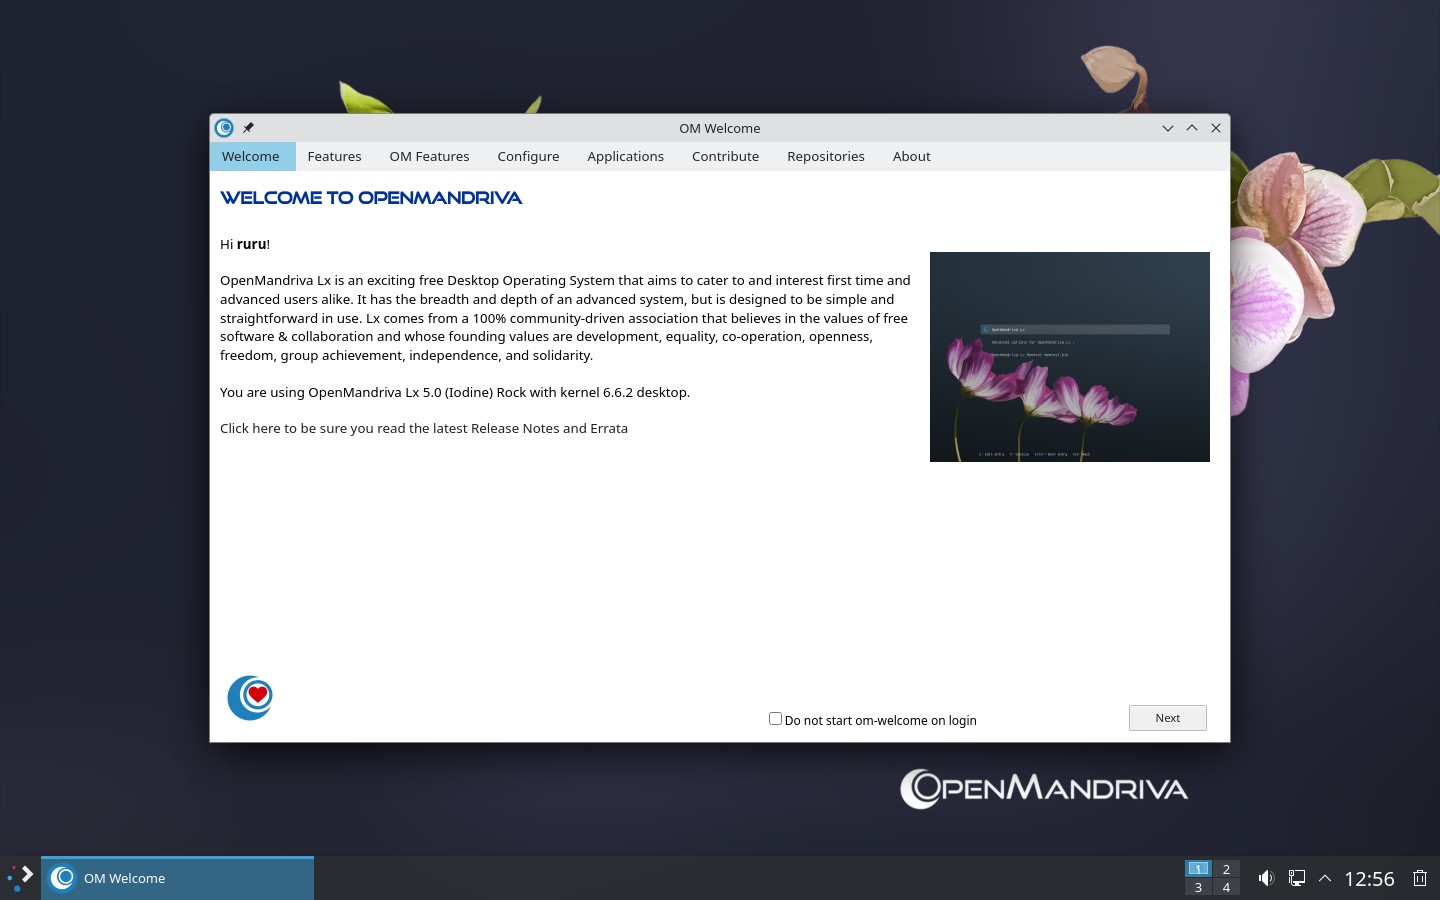 OM Welcome
Welcome
Features
OM Features
Configure
Applications
Contribute
Repositories
About
WELCOME TO OPENMANDRIVA
Hi ruru!
OpenMandriva Lx is an exciting free Desktop Operating System that aims to cater to and interest first time and
advanced users alike. It has the breadth and depth of an advanced system, but is designed to be simple and
straightforward in use. Lx comes from a 100% community-driven association that believes in the values of free
software & collaboration and whose founding values are development, equality, co-operation, openness,
freedom, group achievement, independence, and solidarity.
You are using OpenMandriva Lx 5.0 (Iodine) Rock with kernel 6.6.2 desktop.
Click here to be sure you read the latest Release Notes and Errata
OpenMandriva Lx
Advanced options for OpenMandriva Lx
Do not start om-welcome on login
Next
OPENMANDRIVA
OM Welcome
1
2
3
4
12:56